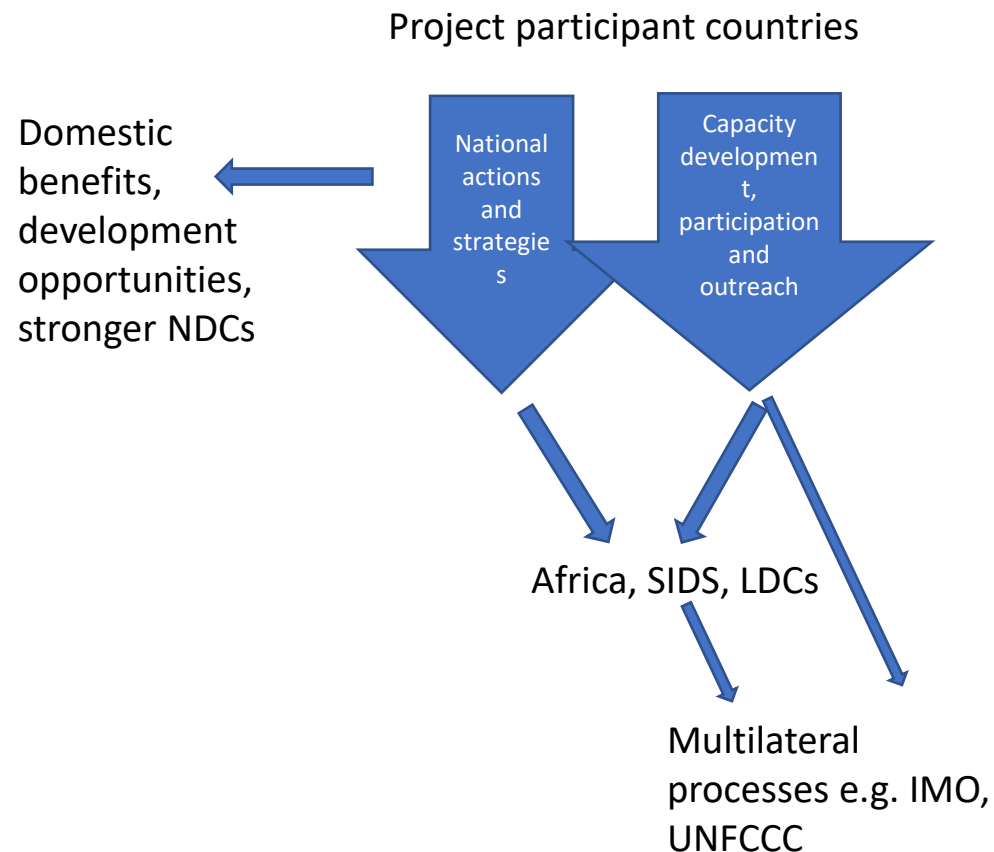 Project participant countries
Domestic
benefits,
development
opportunities,
stronger NDCs
National
actions
and
strategie
s
Capacity
developmen
t,
participation
and
outreach
Africa, SIDS, LDCs
Multilateral
processes e.g. IMO,
UNFCCC